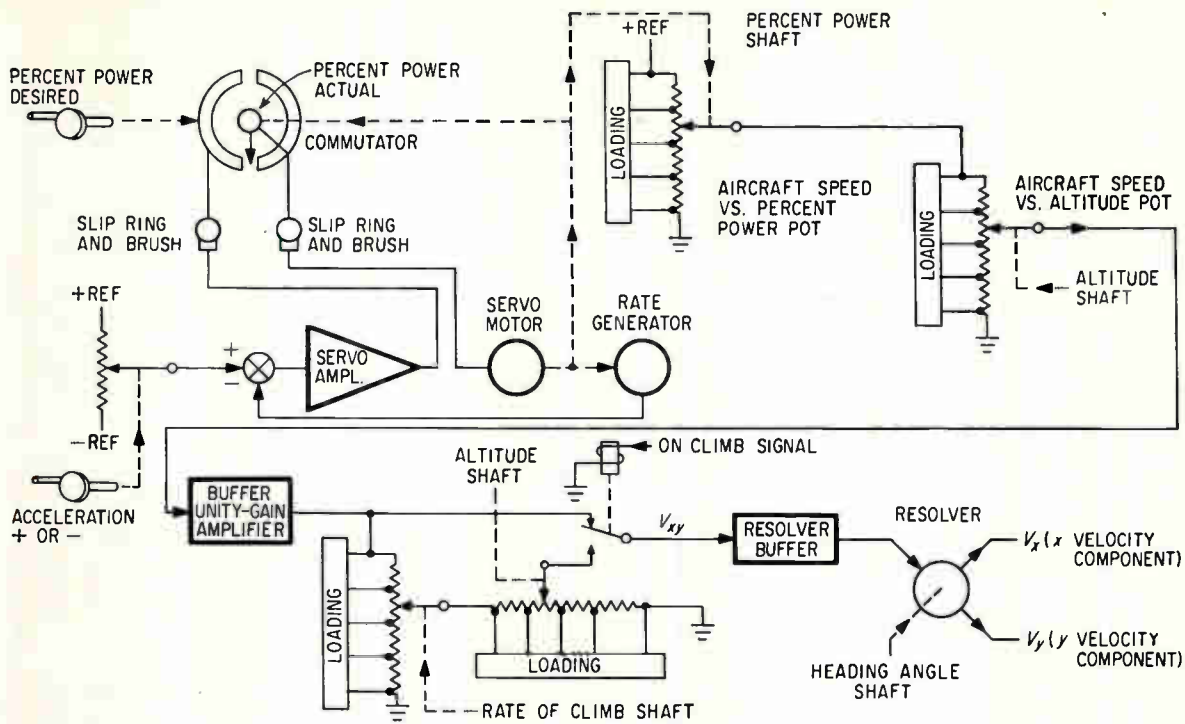 PERCENT POWER
SHAFT
+REF
PERCENT POWER
DESIRED
PERCENT POWER
ACTUAL
COMMUTATOR
LOADING
AIRCRAFT SPEED
VS. PERCENT
POWER POT
LOADING
AIRCRAFT SPEED
VS. ALTITUDE POT
ALTITUDE
SHAFT
SLIP RING
AND BRUSH
SLIP RING
AND BRUSH
+REF
-REF
+
-
SERVO
AMPL.
SERVO
MOTOR
RATE
GENERATOR
ACCELERATION
+ OR -
BUFFER
UNITY-GAIN
AMPLIFIER
ALTITUDE
SHAFT
ON CLIMB SIGNAL
Vxy
RESOLVER
BUFFER
RESOLVER
Vx (x VELOCITY
COMPONENT)
Vy (y VELOCITY
COMPONENT)
HEADING ANGLE
SHAFT
LOADING
LOADING
RATE OF CLIMB SHAFT